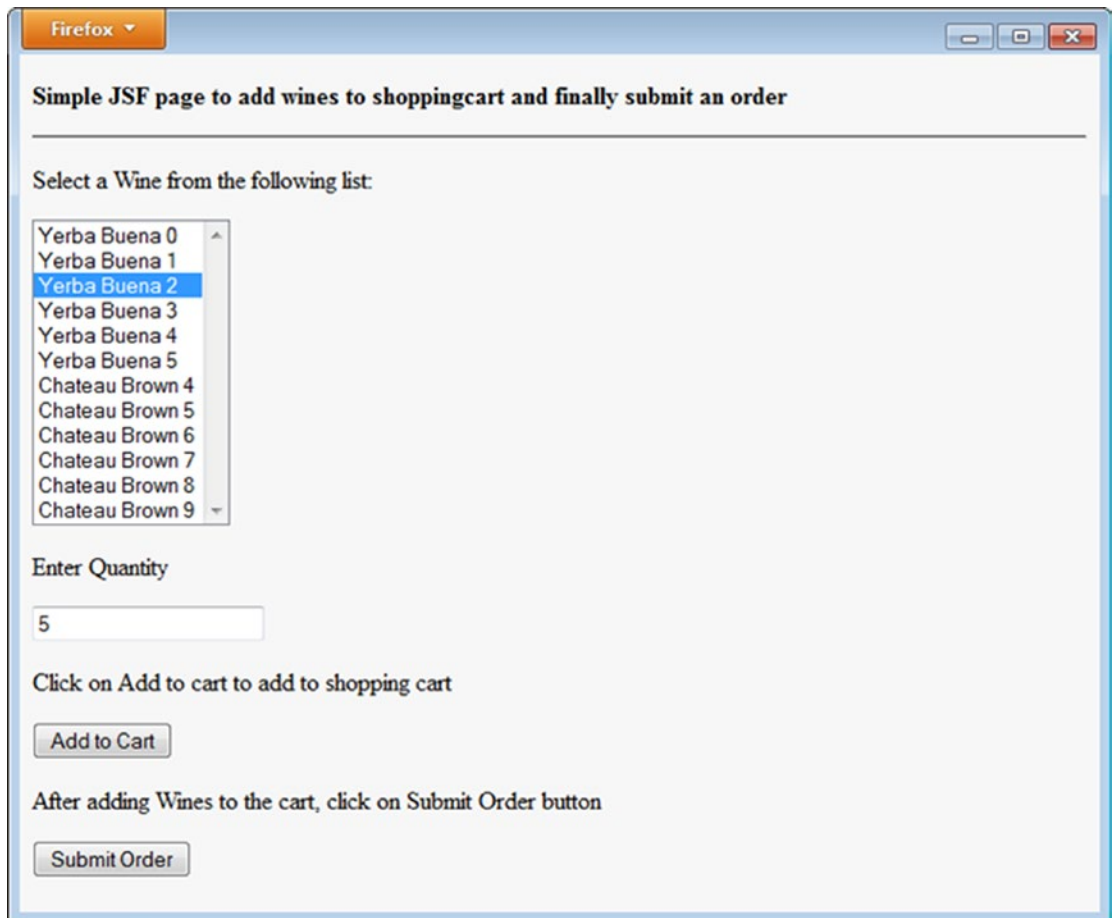 Firefox
Simple JSF page to add wines to shoppingcart and finally submit an order
Select a Wine from the following list:
Yerba Buena 0
Yerba Buena 1
Yerba Buena 2
Yerba Buena 3
Yerba Buena 4
Yerba Buena 5
Chateau Brown 4
Chateau Brown 5
Chateau Brown 6
Chateau Brown 7
Chateau Brown 8
Chateau Brown 9
Enter Quantity
5
Click on Add to cart to add to shopping cart
Add to Cart
After adding Wines to the cart, click on Submit Order button
Submit Order